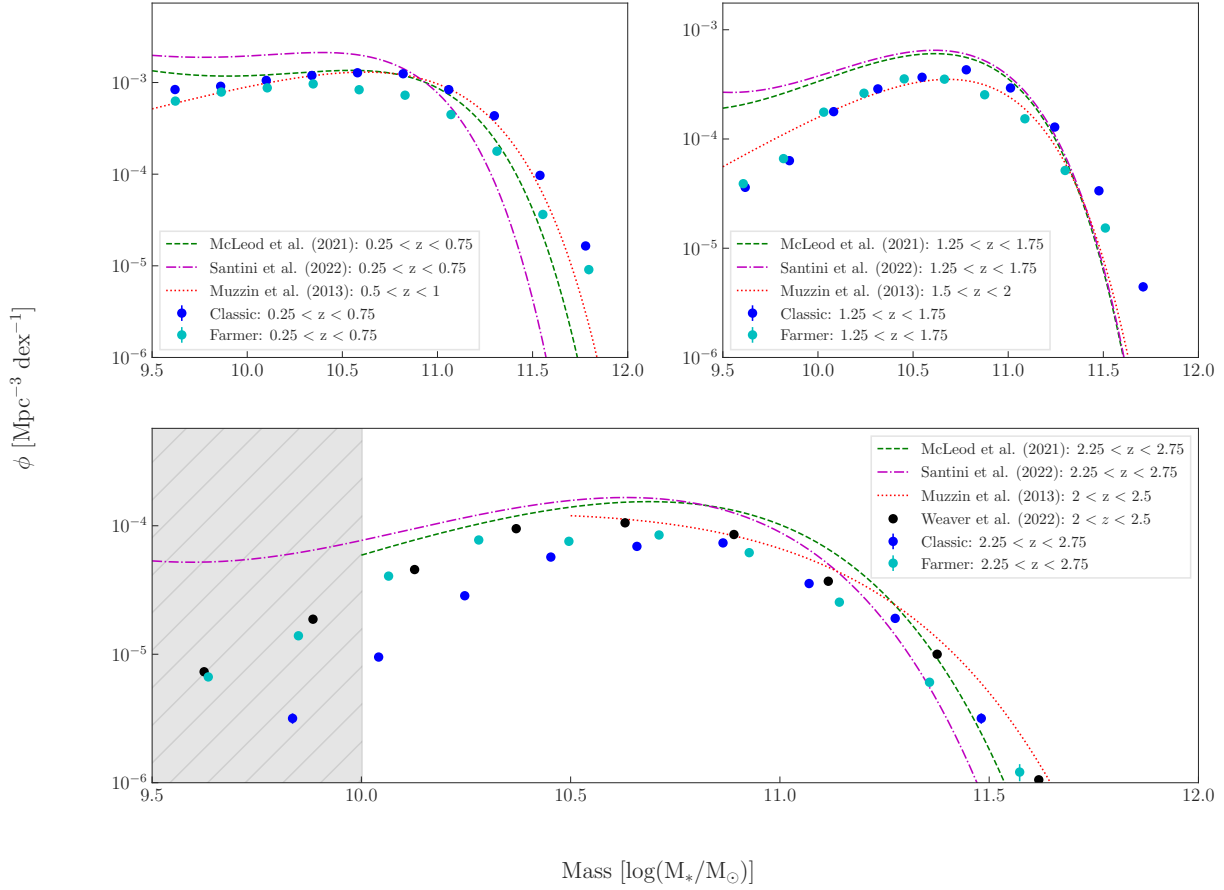 10⁻³
10⁻⁴
10⁻⁵
10⁻⁶
McLeod et al. (2021): 0.25 < z < 0.75
Santini et al. (2022): 0.25 < z < 0.75
Muzzin et al. (2013): 0.5 < z < 1
Classic: 0.25 < z < 0.75
Farmer: 0.25 < z < 0.75
9.5 10.0 10.5 11.0 11.5 12.0
10⁻³
10⁻⁴
10⁻⁵
10⁻⁶
McLeod et al. (2021): 1.25 < z < 1.75
Santini et al. (2022): 1.25 < z < 1.75
Muzzin et al. (2013): 1.5 < z < 2
Classic: 1.25 < z < 1.75
Farmer: 1.25 < z < 1.75
9.5 10.0 10.5 11.0 11.5 12.0
ϕ [Mpc⁻³ dex⁻¹]
10⁻⁴
10⁻⁵
10⁻⁶
McLeod et al. (2021): 2.25 < z < 2.75
Santini et al. (2022): 2.25 < z < 2.75
Muzzin et al. (2013): 2 < z < 2.5
Weaver et al. (2022): 2 < z < 2.5
Classic: 2.25 < z < 2.75
Farmer: 2.25 < z < 2.75
9.5 10.0 10.5 11.0 11.5 12.0
Mass [log(M∗/M⊙)]